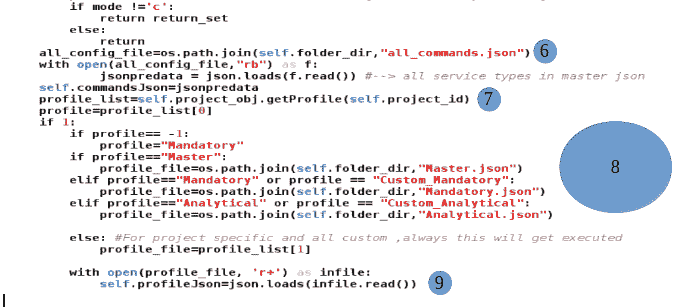 if mode !='c':
return return_set
else:
return
all_config_file=os.path.join(self.folder_dir,"all_commands.json") 6
with open(all_config_file,"rb") as f:
jsonpredata = json.loads(f.read()) #--> all service types in master json
self.commandsJson=jsonpredata
profile_list=self.project_obj.getProfile(self.project_id) 7
profile=profile_list[0]
if 1:
if profile== -1:
profile="Mandatory"
if profile=="Master":
profile_file=os.path.join(self.folder_dir,"Master.json") 8
elif profile=="Mandatory" or profile == "Custom_Mandatory":
profile_file=os.path.join(self.folder_dir,"Mandatory.json")
elif profile=="Analytical" or profile == "Custom_Analytical":
profile_file=os.path.join(self.folder_dir,"Analytical.json")
else: #For project specific and all custom ,always this will get executed
profile_file=profile_list[1]
with open(profile_file, 'r+') as infile:
self.profileJson=json.loads(infile.read()) 9